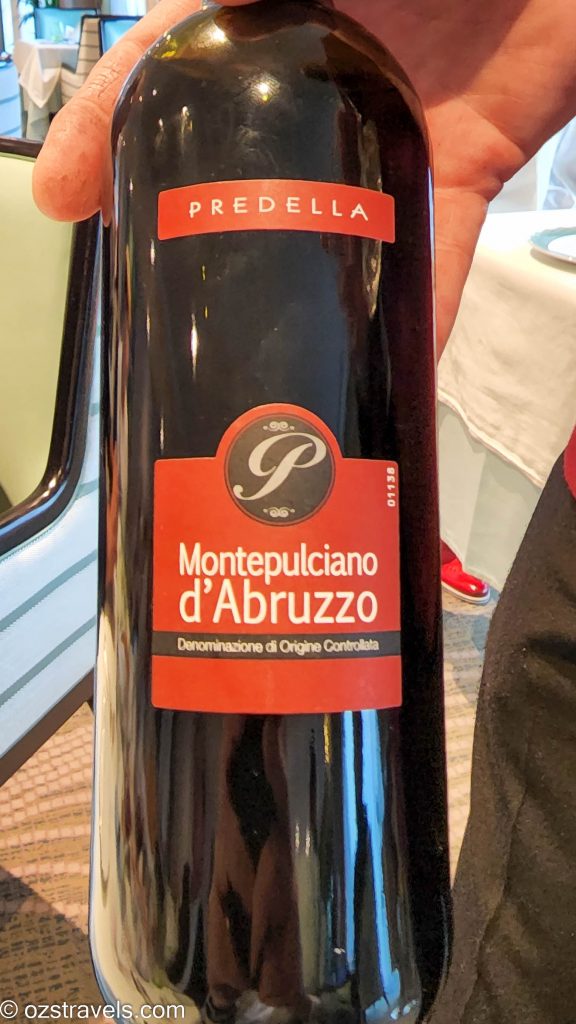 PREDELLA
P
01138
Montepulciano
d'Abruzzo
Denominazione di Origine Controllata
© ozstravels.com